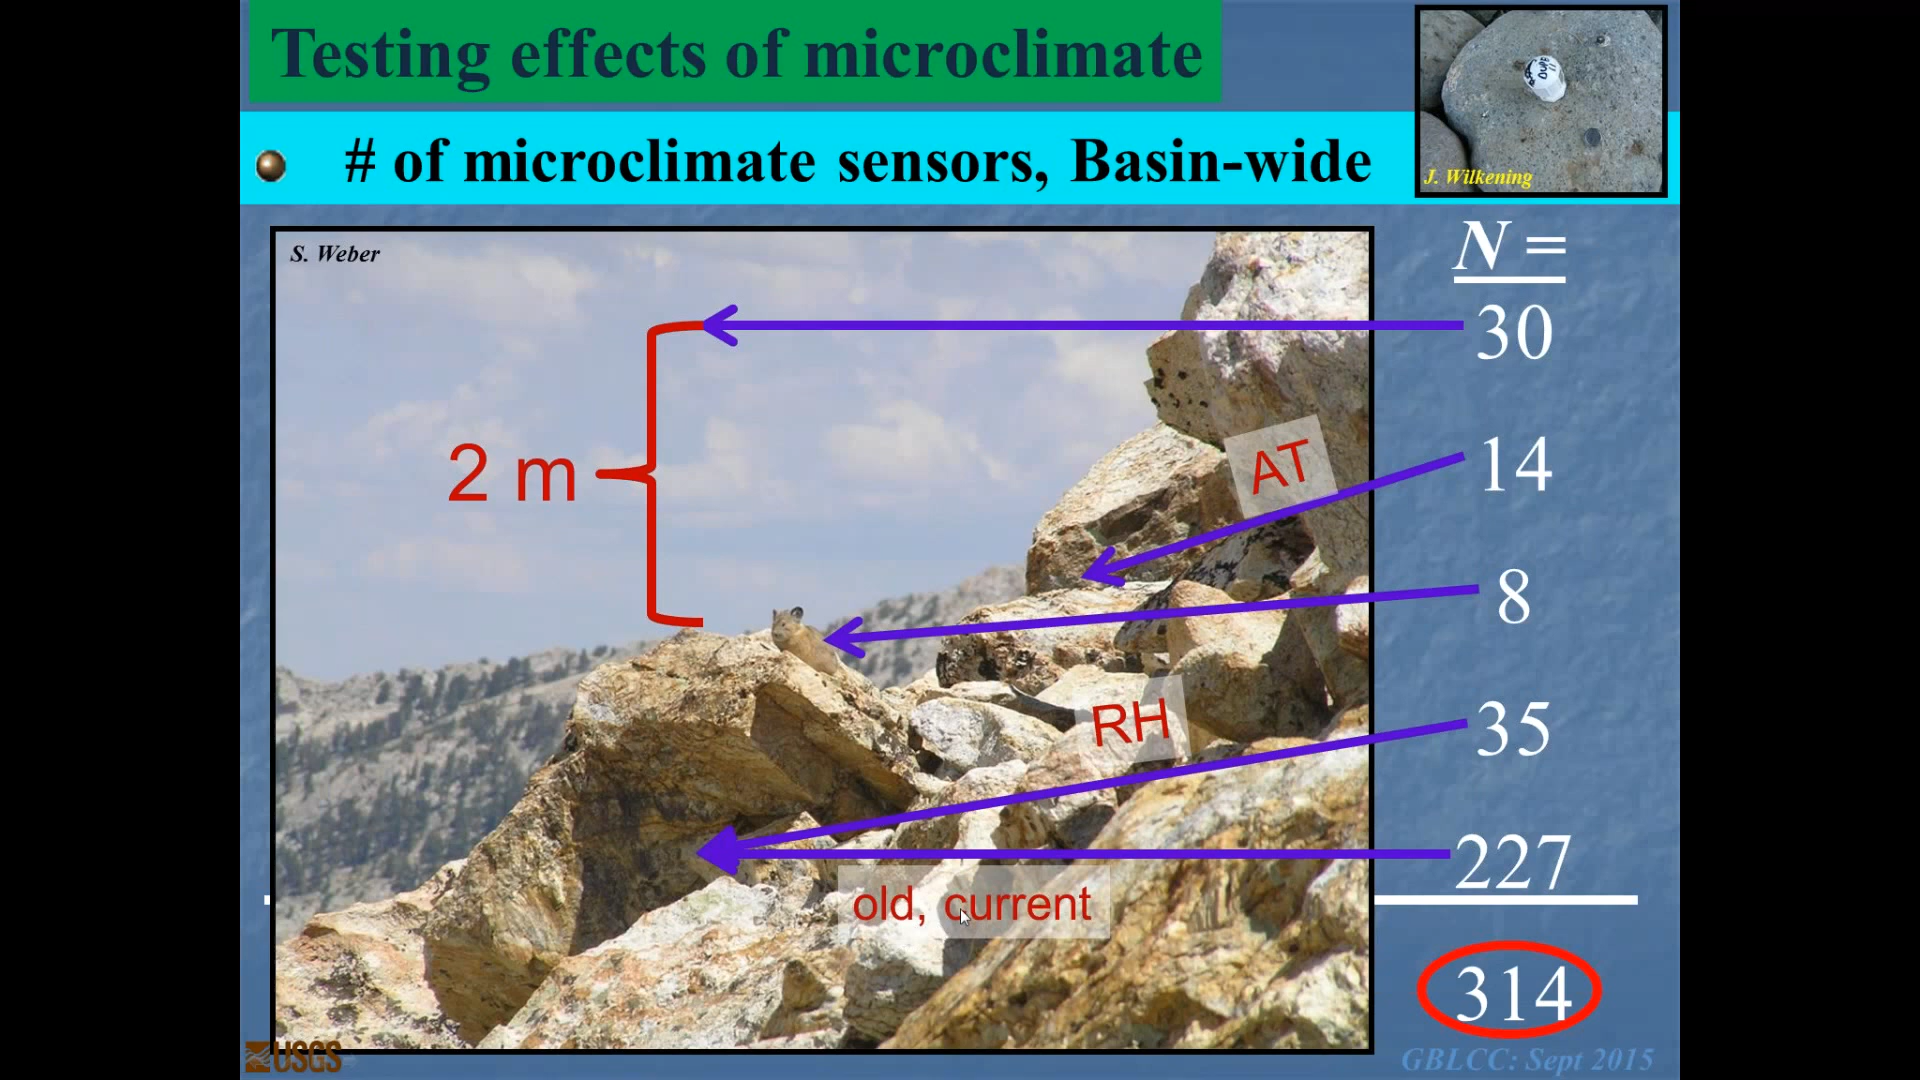 Testing effects of microclimate
# of microclimate sensors, Basin-wide
J. Wilkening
S. Weber
N =
30
2 m
AT
14
8
RH
35
227
old, current
314
USGS
GBLCC: Sept 2015